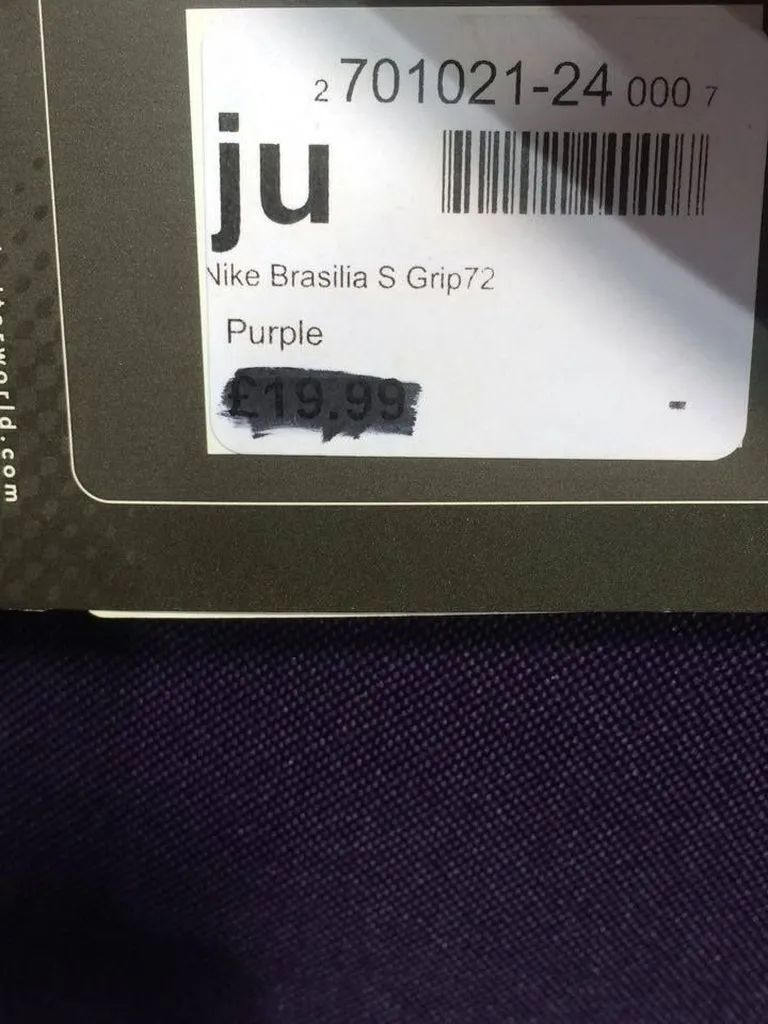 2 701021-24 000 7
ju
Nike Brasilia S Grip72
Purple
£19.99
-